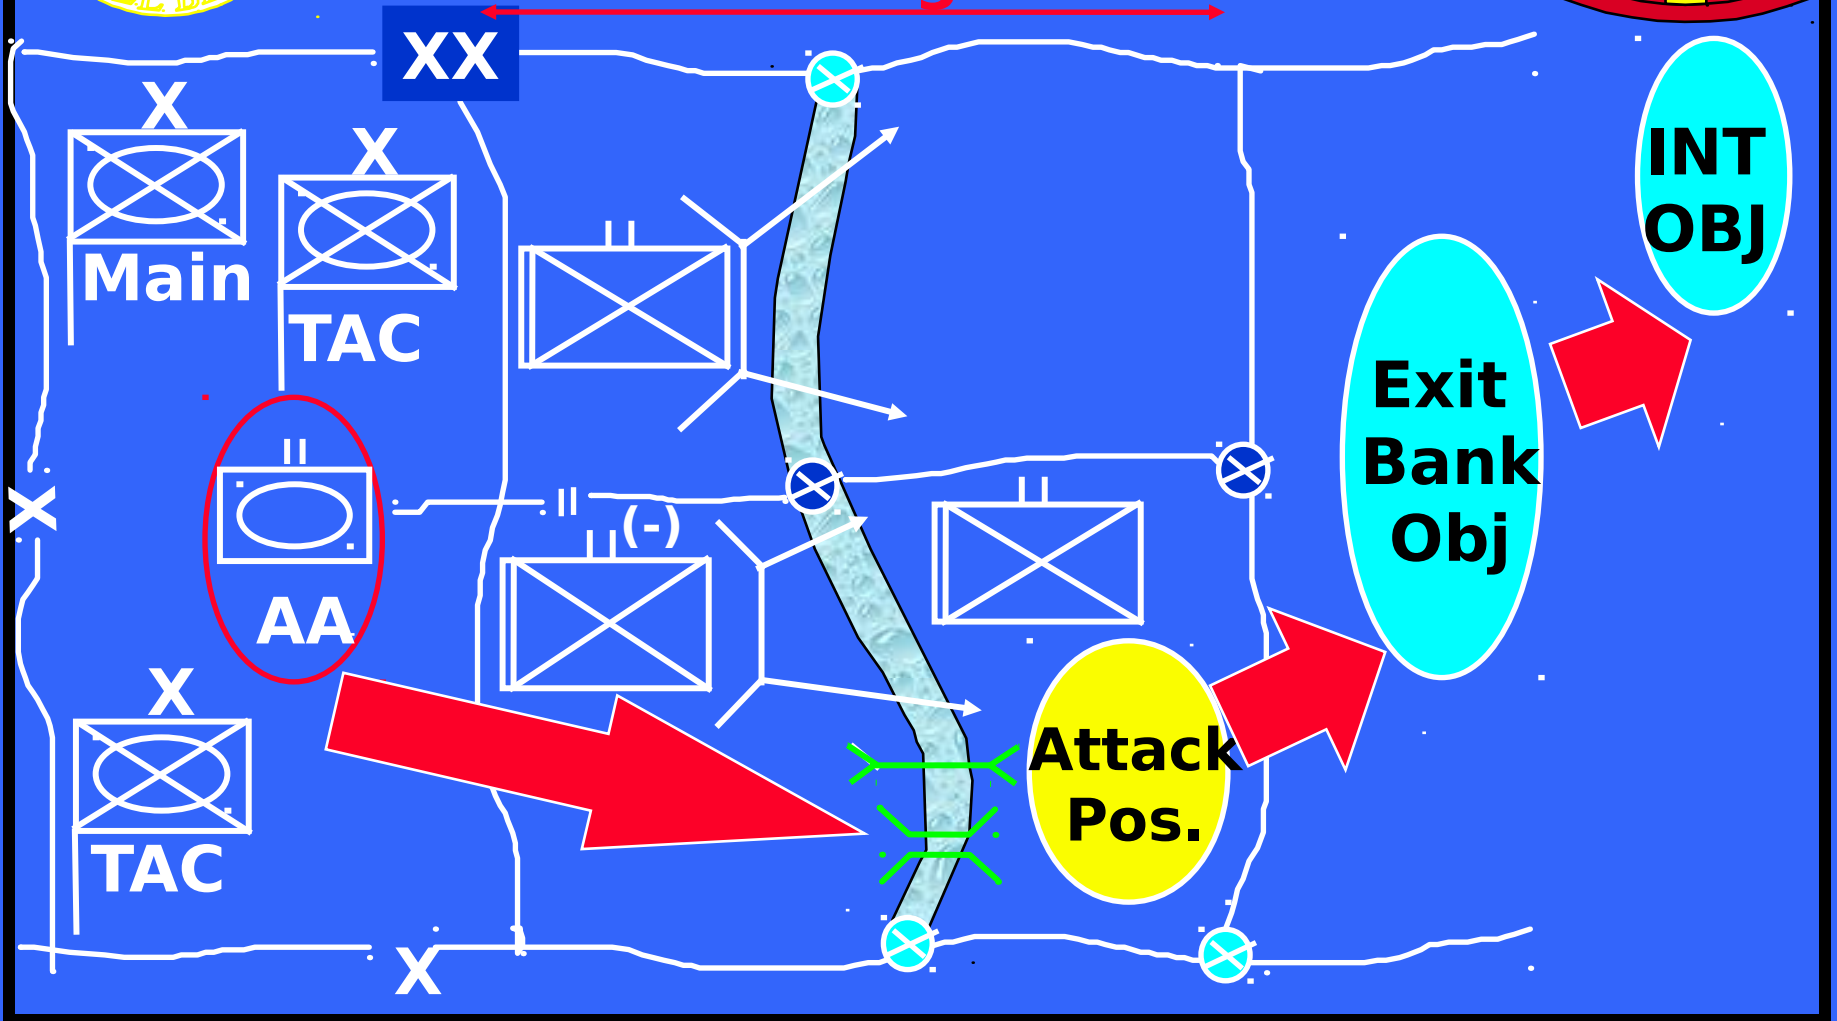 XX
X
X
INT
OBJ
Main
TAC
II
Exit
Bank
Obj
II
II
X
II
II
(-)
AA
X
Attack
Pos.
TAC
X